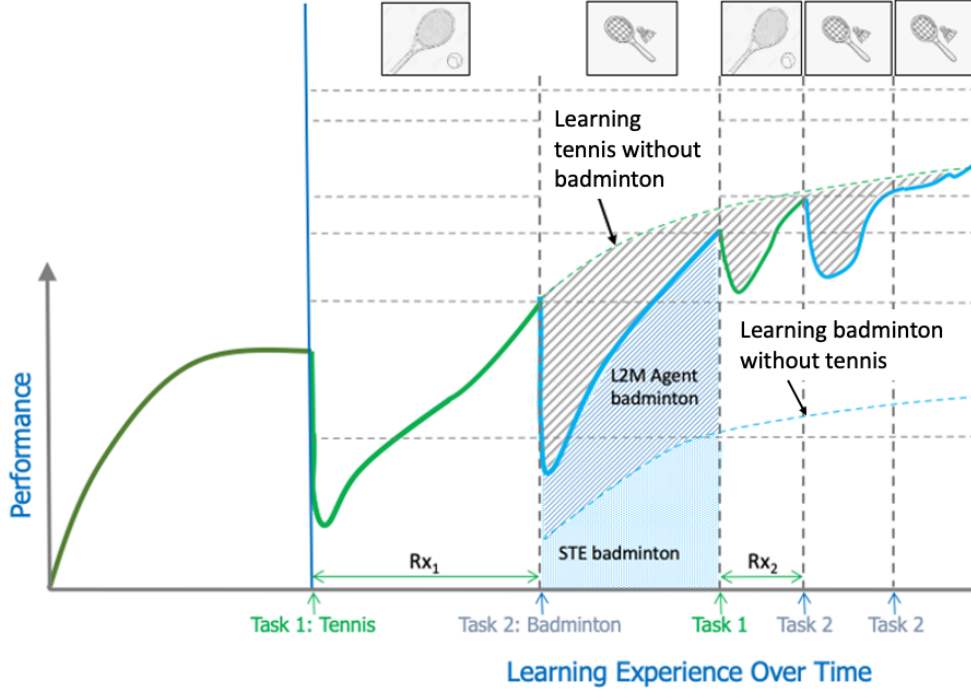 Learning
tennis without
badminton
Learning badminton
without tennis
L2M Agent
badminton
STE badminton
Performance
Rx₁
Rx₂
Task 1: Tennis
Task 2: Badminton
Task 1
Task 2
Task 2
Learning Experience Over Time